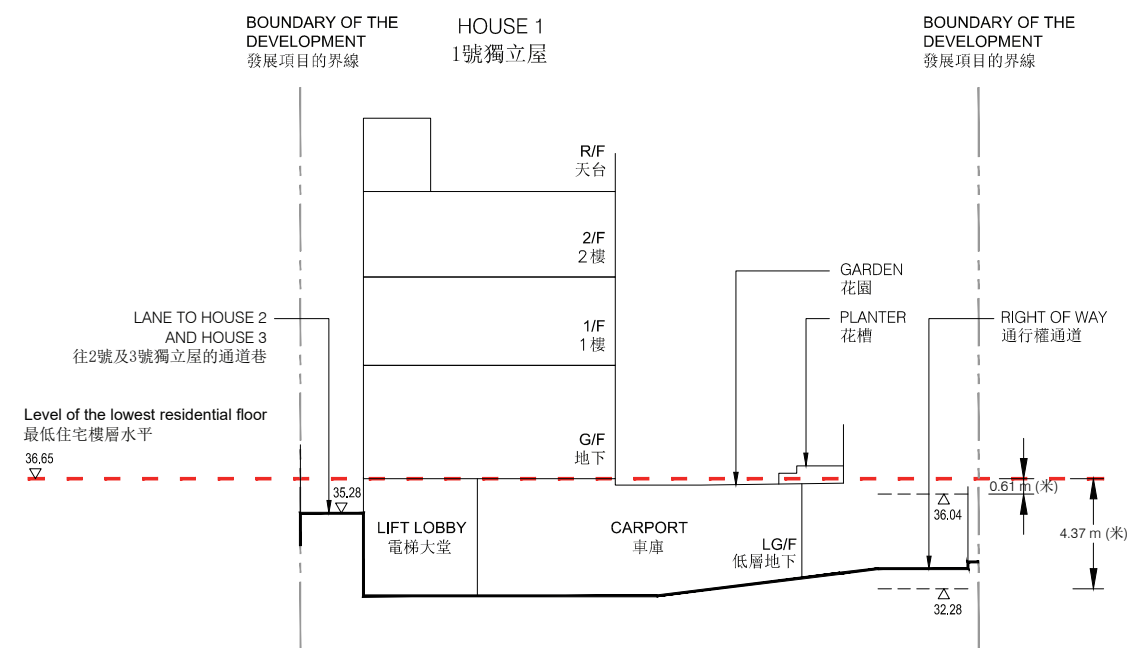 BOUNDARY OF THE
DEVELOPMENT
發展項目的界線
HOUSE 1
1號獨立屋
BOUNDARY OF THE
DEVELOPMENT
發展項目的界線
R/F
天台
2/F
2樓
1/F
1樓
G/F
地下
GARDEN
花園
PLANTER
花槽
RIGHT OF WAY
通行權通道
LANE TO HOUSE 2
AND HOUSE 3
往2號及3號獨立屋的通道巷
Level of the lowest residential floor
最低住宅樓層水平
36.65
35.28
LIFT LOBBY
電梯大堂
CARPORT
車庫
LG/F
低層地下
0.61 m (米)
36.04
4.37 m (米)
32.28